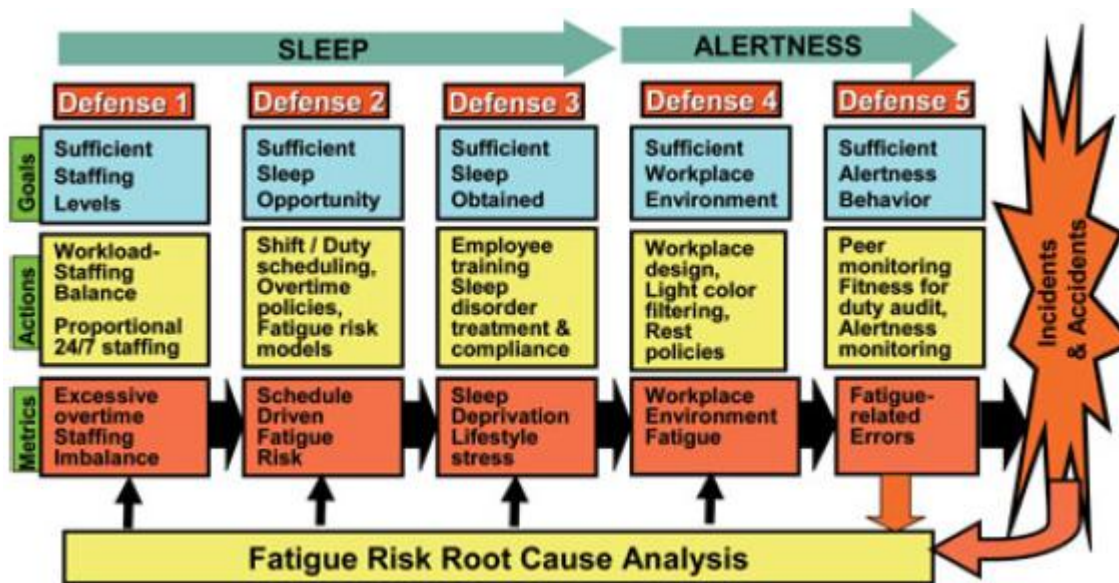 SLEEP
ALERTNESS
Defense 1
Defense 2
Defense 3
Defense 4
Defense 5
Goals
Sufficient
Staffing
Levels
Sufficient
Sleep
Opportunity
Sufficient
Sleep
Obtained
Sufficient
Workplace
Environment
Sufficient
Alertness
Behavior
Actions
Workload-
Staffing
Balance
Proportional
24/7 staffing
Shift / Duty
scheduling,
Overtime
policies,
Fatigue risk
models
Employee
training
Sleep
disorder
treatment &
compliance
Workplace
design,
Light color
filtering,
Rest
policies
Peer
monitoring
Fitness for
duty audit,
Alertness
monitoring
Metrics
Excessive
overtime
Staffing
Imbalance
Schedule
Driven
Fatigue
Risk
Sleep
Deprivation
Lifestyle
stress
Workplace
Environment
Fatigue
Fatigue-
related
Errors
Incidents
& Accidents
Fatigue Risk Root Cause Analysis